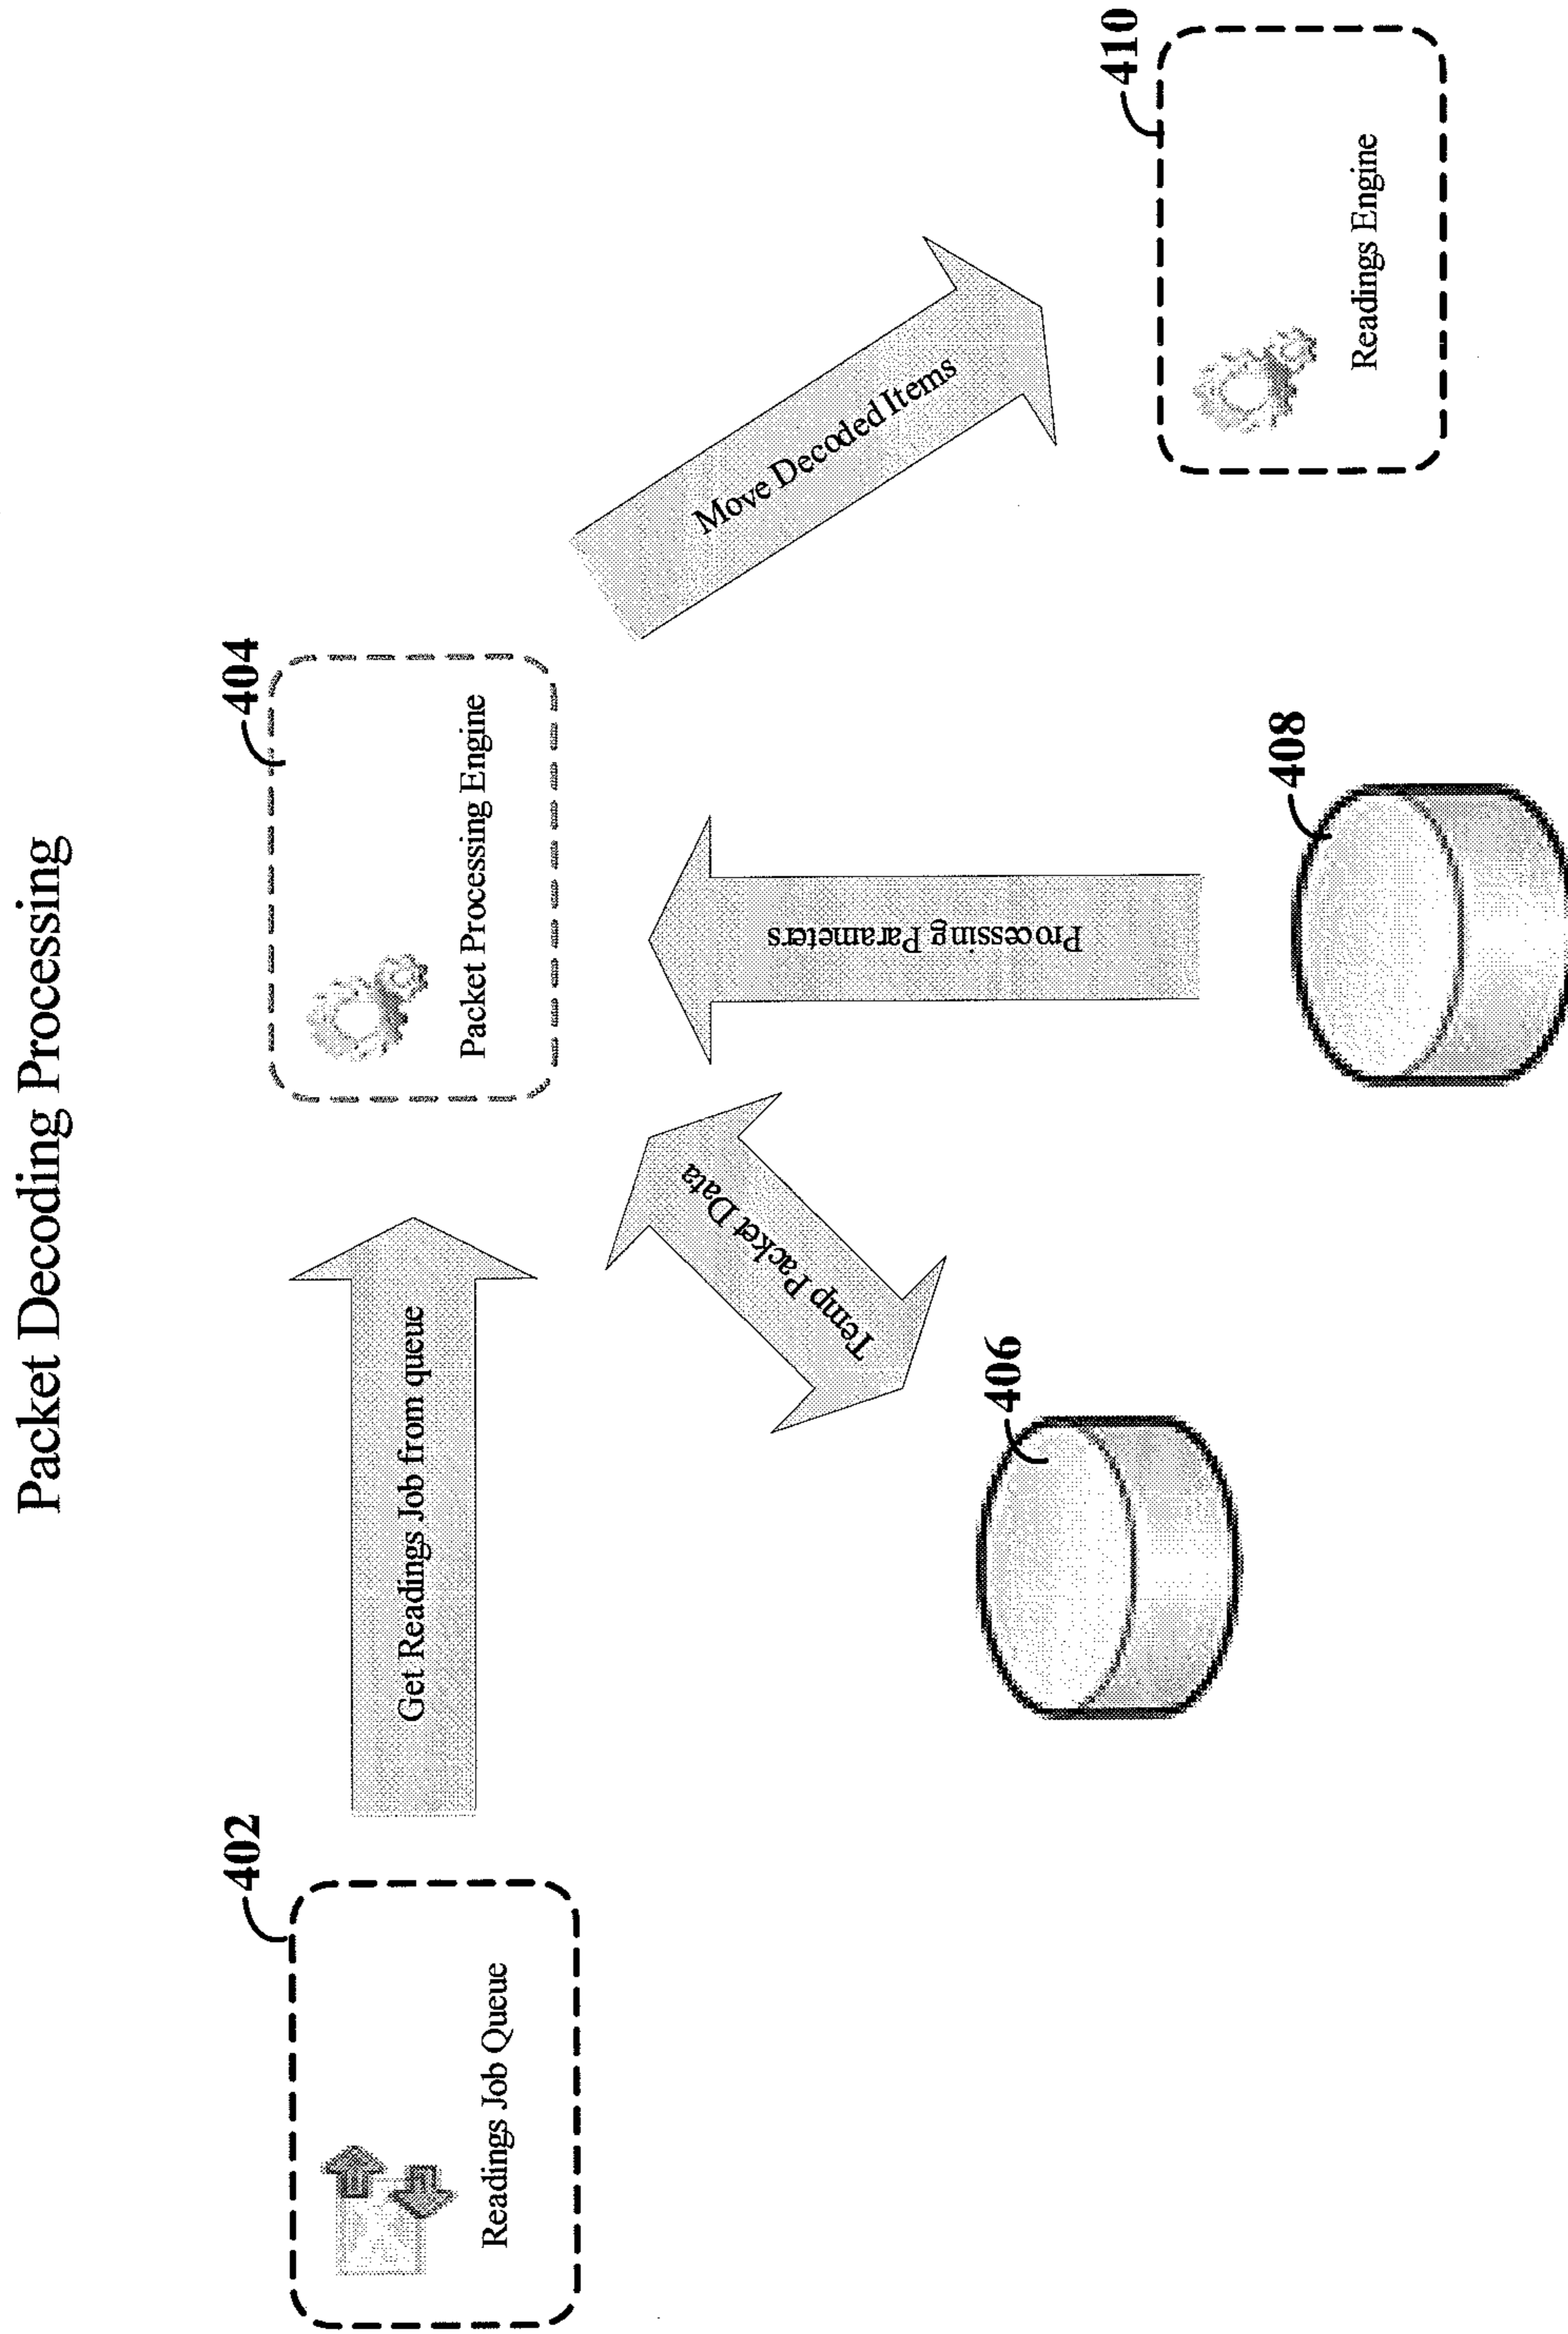 Packet Decoding Processing
402
Readings Job Queue
Get Readings Job from queue
404
Packet Processing Engine
Temp Packet Data
406
Processing Parameters
408
Move Decoded Items
410
Readings Engine